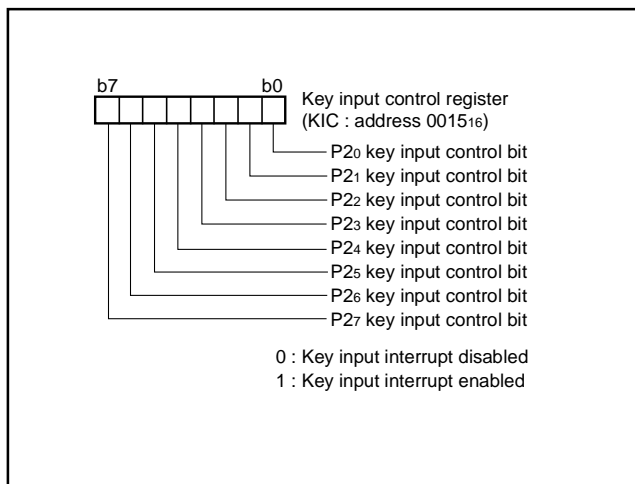 b7 b0
Key input control register
(KIC : address 0015₁₆)
P2₀ key input control bit
P2₁ key input control bit
P2₂ key input control bit
P2₃ key input control bit
P2₄ key input control bit
P2₅ key input control bit
P2₆ key input control bit
P2₇ key input control bit
0 : Key input interrupt disabled
1 : Key input interrupt enabled